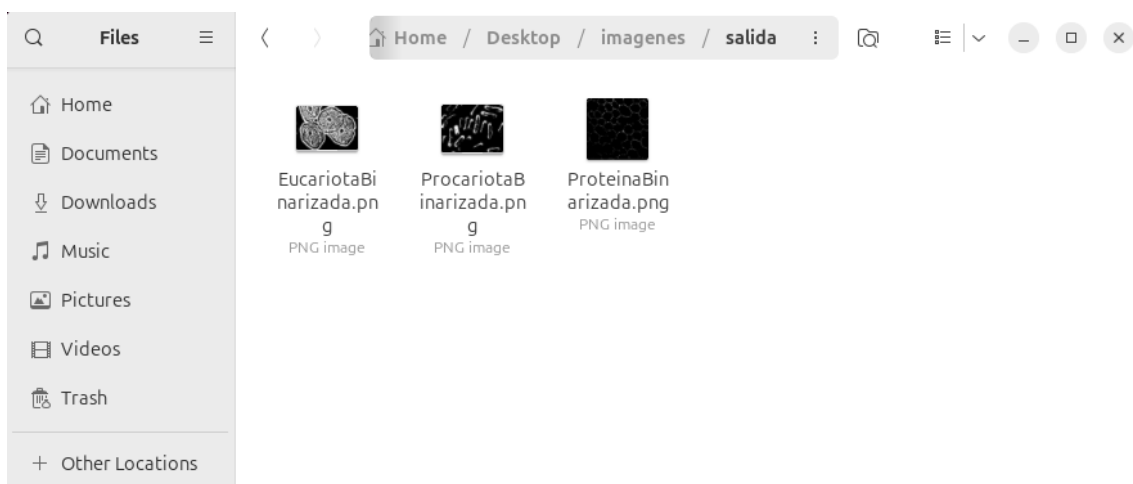 Files
Home / Desktop / imagenes / salida
Home
Documents
Downloads
Music
Pictures
Videos
Trash
+ Other Locations
EucariotaBi
narizada.pn
g
PNG image
ProcariotaB
inarizada.pn
g
PNG image
ProteinaBin
arizada.png
PNG image